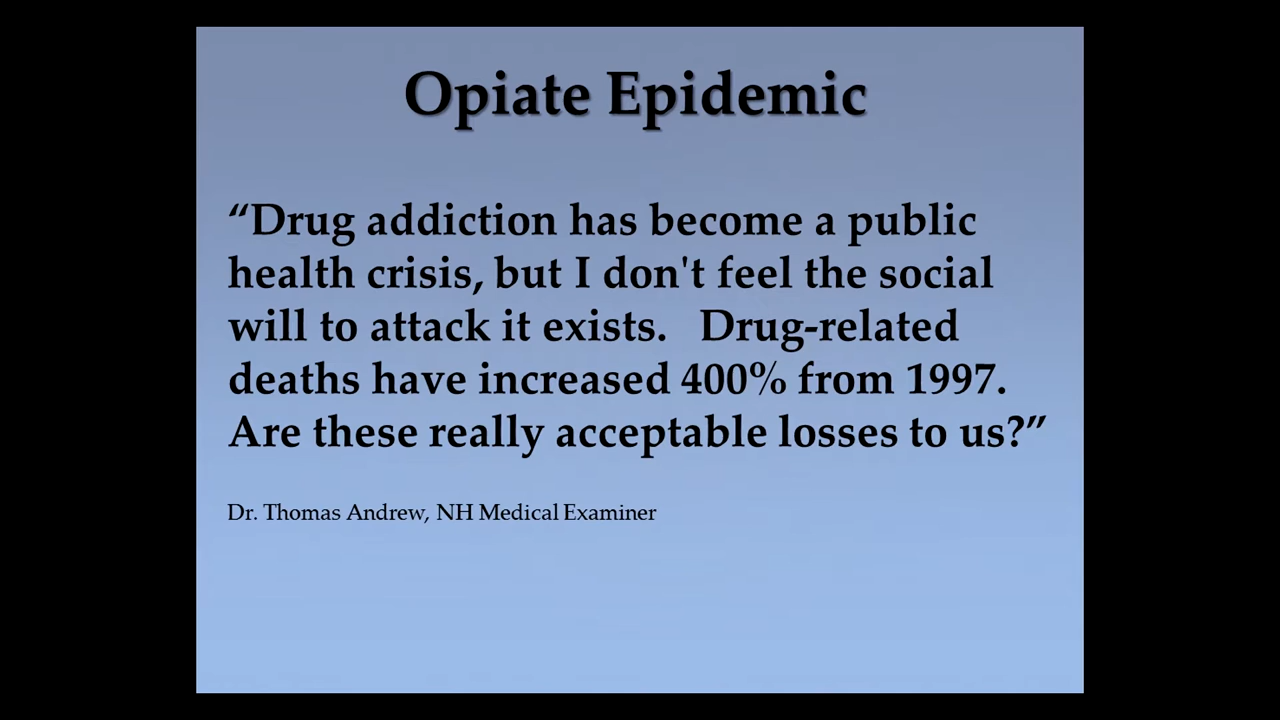 Opiate Epidemic
“Drug addiction has become a public
health crisis, but I don't feel the social
will to attack it exists.   Drug-related
deaths have increased 400% from 1997.
Are these really acceptable losses to us?”
Dr. Thomas Andrew, NH Medical Examiner